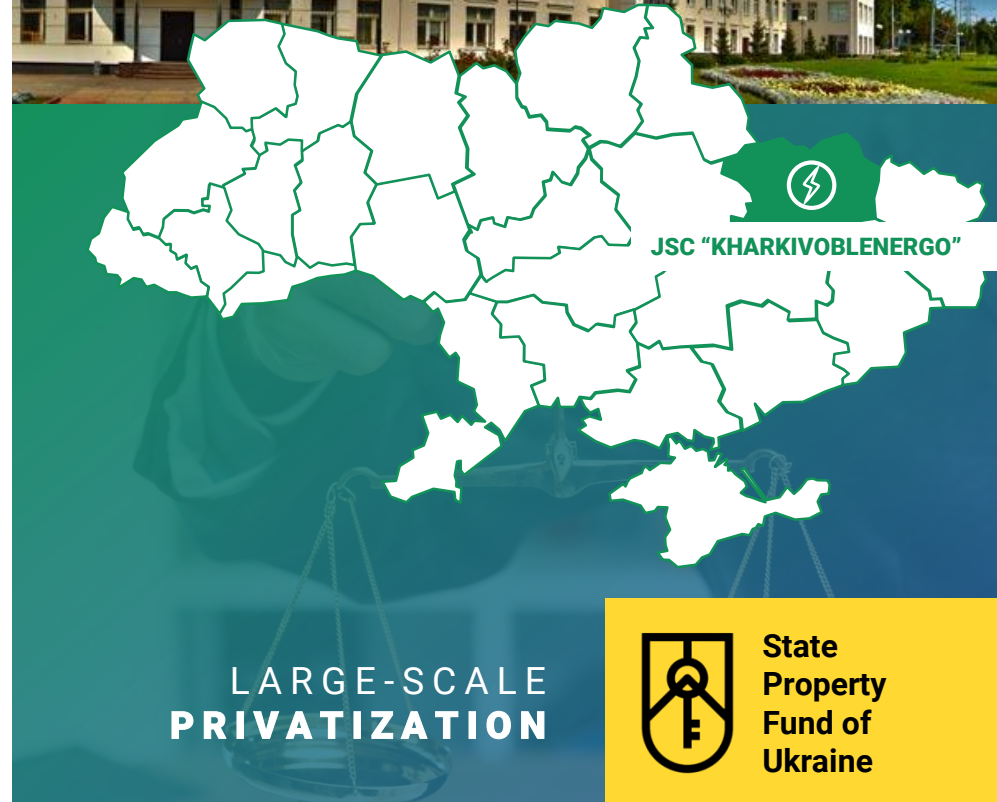 JSC “KHARKIVOBLENERGO”
LARGE-SCALE
PRIVATIZATION
State
Property
Fund of
Ukraine